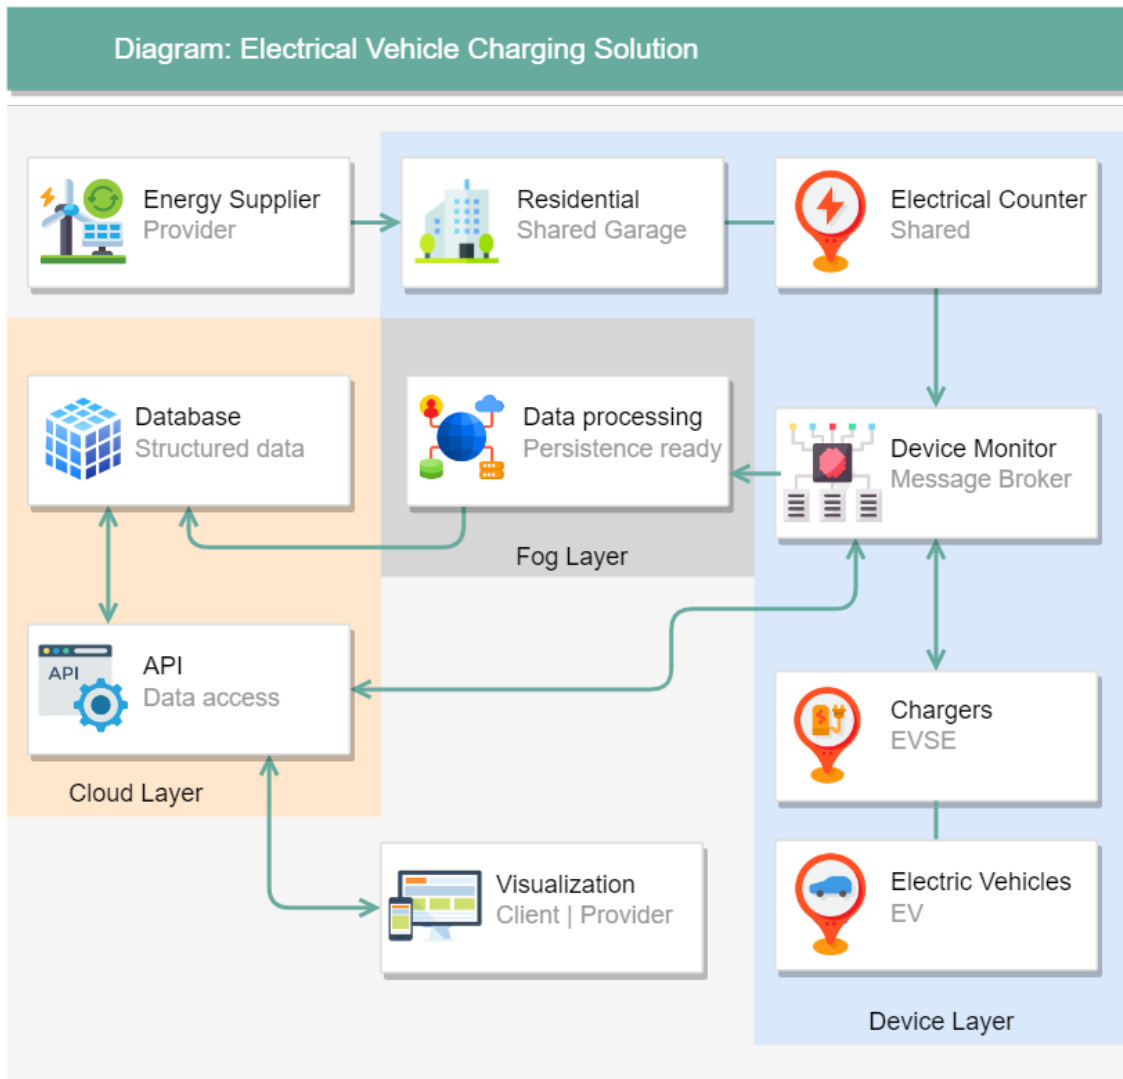 Diagram: Electrical Vehicle Charging Solution
Energy Supplier
Provider
Residential
Shared Garage
Electrical Counter
Shared
Database
Structured data
Data processing
Persistence ready
Device Monitor
Message Broker
Fog Layer
API
API
Data access
Chargers
EVSE
Cloud Layer
Visualization
Client | Provider
Electric Vehicles
EV
Device Layer